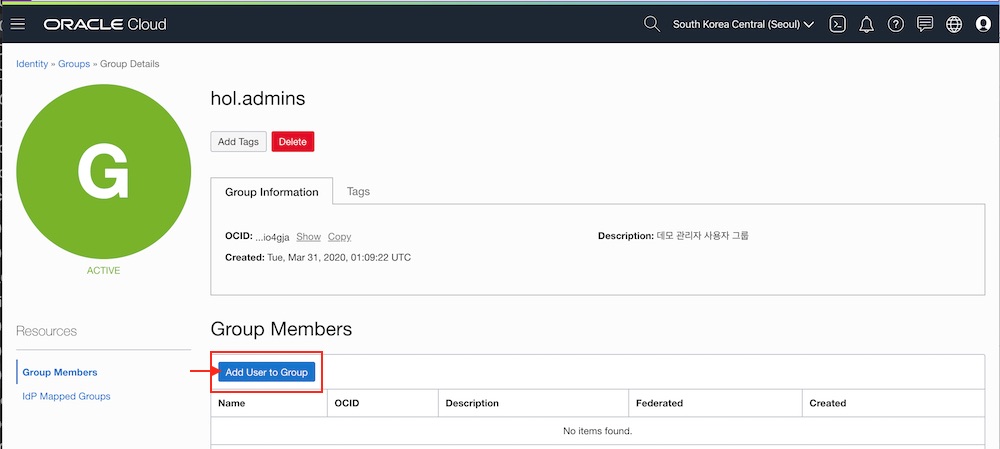 ORACLE Cloud
South Korea Central (Seoul)
Identity » Groups » Group Details
G
ACTIVE
hol.admins
Add Tags Delete
Group Information Tags
OCID: ...io4gja Show Copy
Description: 데모 관리자 사용자 그룹
Created: Tue, Mar 31, 2020, 01:09:22 UTC
Resources
Group Members
IdP Mapped Groups
Group Members
Add User to Group
Name OCID Description Federated Created
No items found.